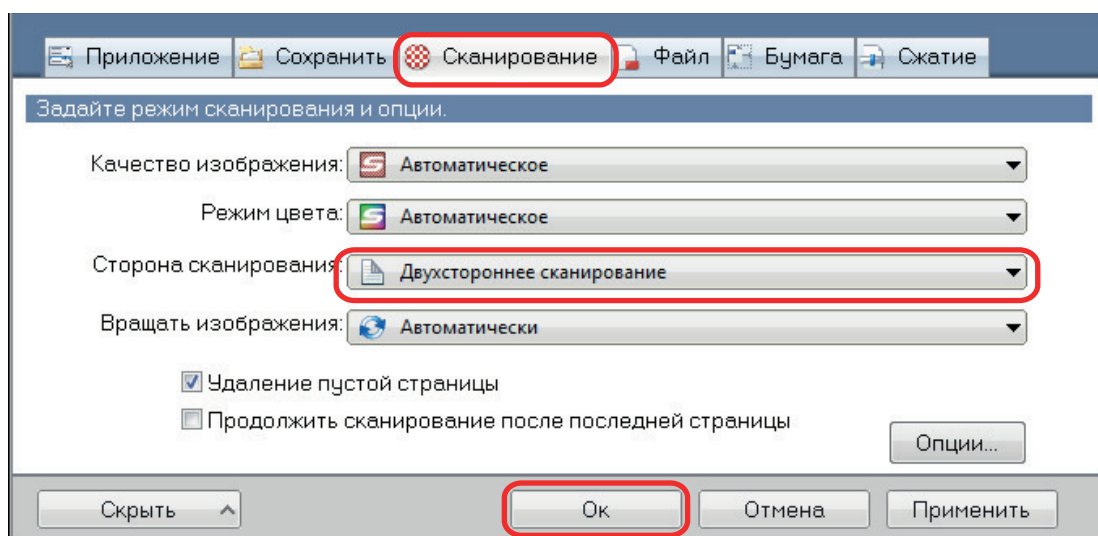 Приложение Сохранить Сканирование Файл Бумага Сжатие
Задайте режим сканирования и опции.
Качество изображения: Автоматическое
Режим цвета: Автоматическое
Сторона сканирования: Двухстороннее сканирование
Вращать изображения: Автоматически
Удаление пустой страницы
Продолжить сканирование после последней страницы
Опции...
Скрыть Ок Отмена Применить